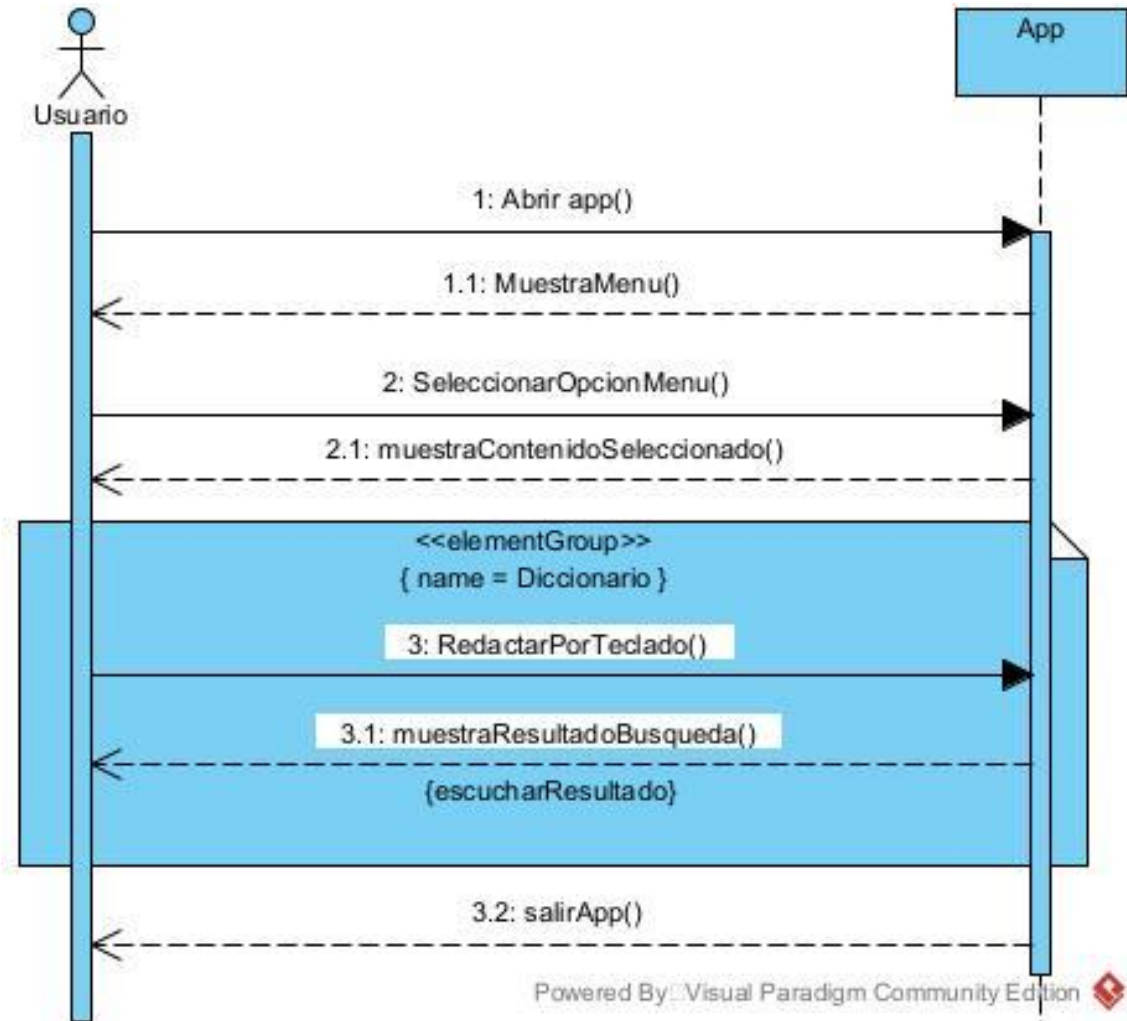 App
Usuario
1: Abrir app()
1.1: MuestraMenu()
2: SeleccionarOpcionMenu()
2.1: muestraContenidoSeleccionado()
<<elementGroup>>
{ name = Diccionario }
3: RedactarPorTeclado()
3.1: muestraResultadoBusqueda()
{escucharResultado}
3.2: salirApp()
Powered By Visual Paradigm Community Edition